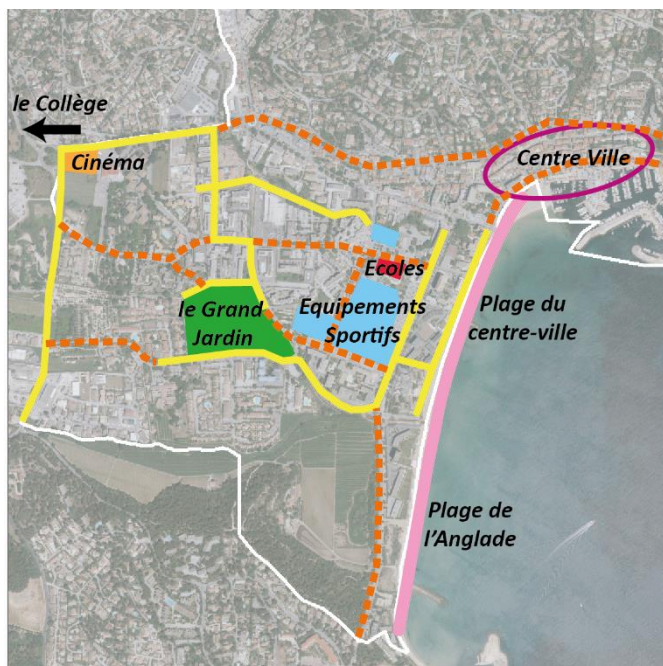 le Collège
Cinéma
Centre Ville
Ecoles
le Grand
Jardin
Equipements
Sportifs
Plage du
centre-ville
Plage de
l'Anglade